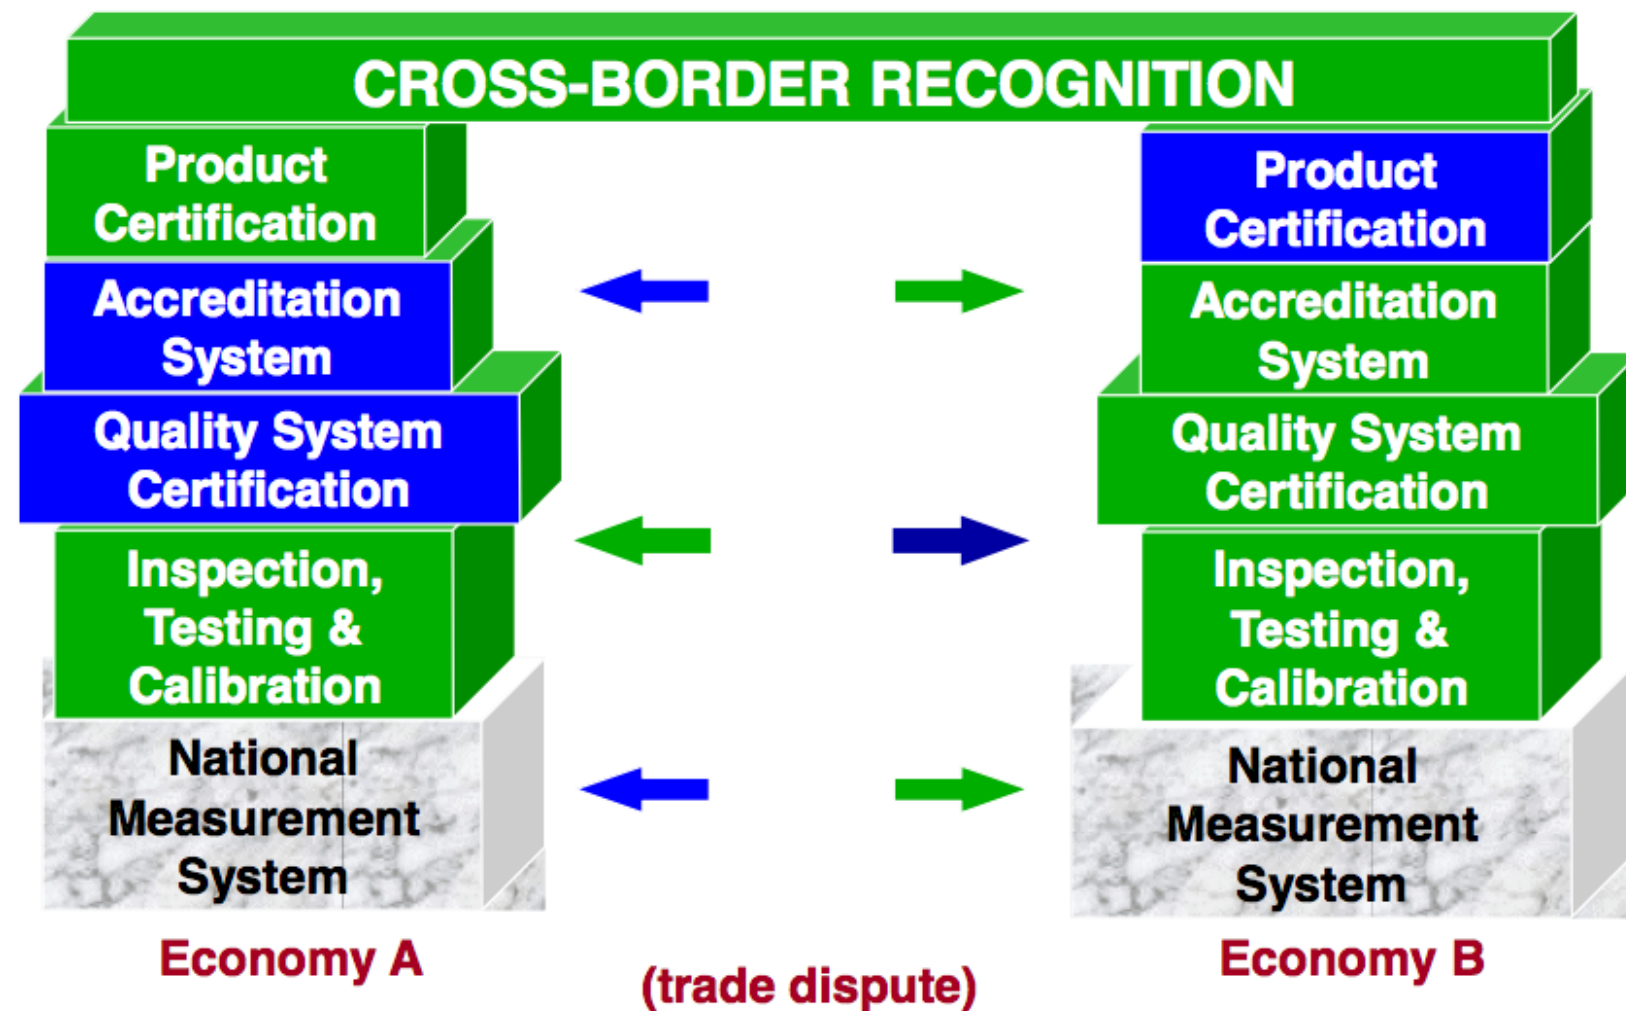 CROSS-BORDER RECOGNITION
Product
Certification
Accreditation
System
Quality System
Certification
Inspection,
Testing &
Calibration
National
Measurement
System
Economy A
(trade dispute)
Product
Certification
Accreditation
System
Quality System
Certification
Inspection,
Testing &
Calibration
National
Measurement
System
Economy B